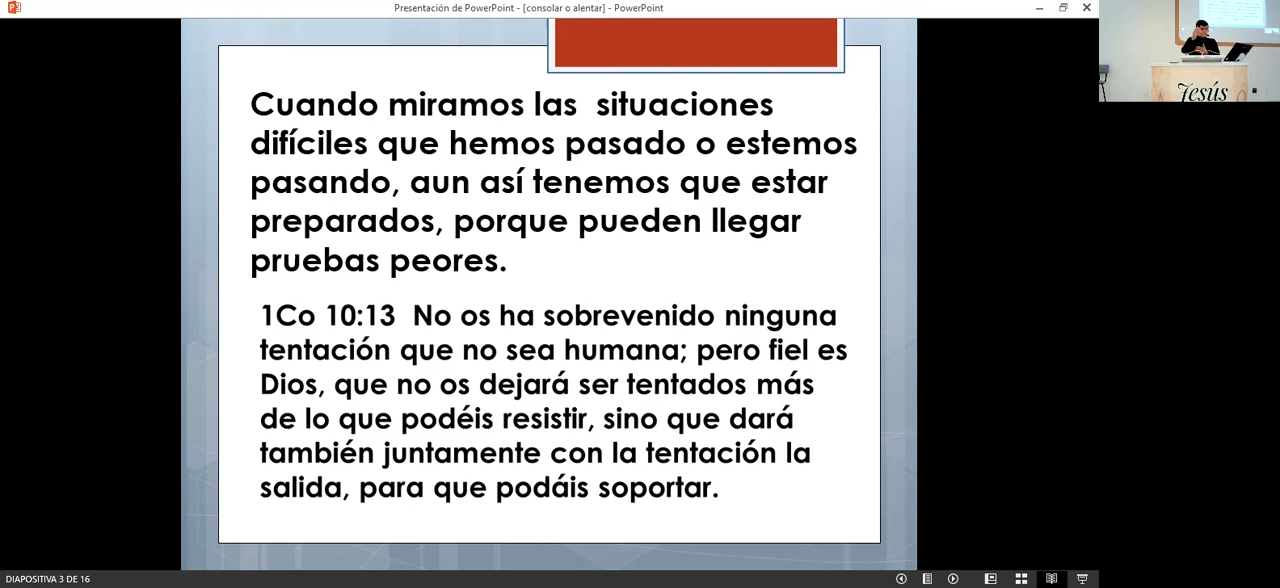 Presentación de PowerPoint - [consolar o alentar] - PowerPoint
Cuando miramos las situaciones
difíciles que hemos pasado o estemos
pasando, aun así tenemos que estar
preparados, porque pueden llegar
pruebas peores.
1Co 10:13 No os ha sobrevenido ninguna
tentación que no sea humana; pero fiel es
Dios, que no os dejará ser tentados más
de lo que podéis resistir, sino que dará
también juntamente con la tentación la
salida, para que podáis soportar.
Jesús
DIAPOSITIVA 3 DE 16